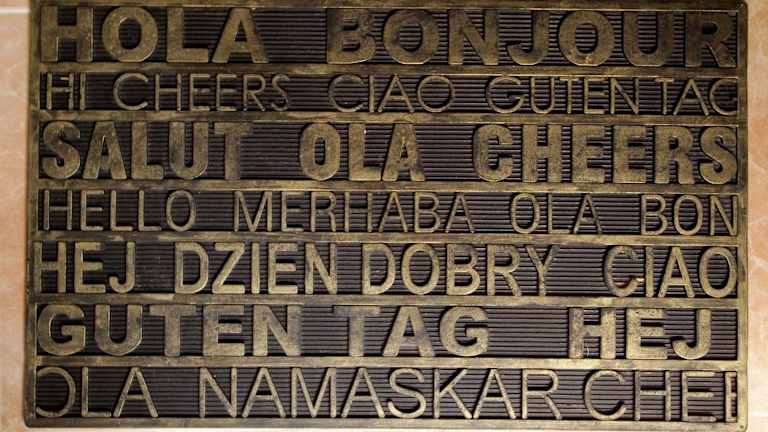 HOLA BONJOUR
HI CHEERS CIAO GUTEN TAG
SALUT OLA CHEERS
HELLO MERHABA OLA BON
HEJ DZIEN DOBRY CIAO
GUTEN TAG HEJ
OLA NAMASKAR CHEE